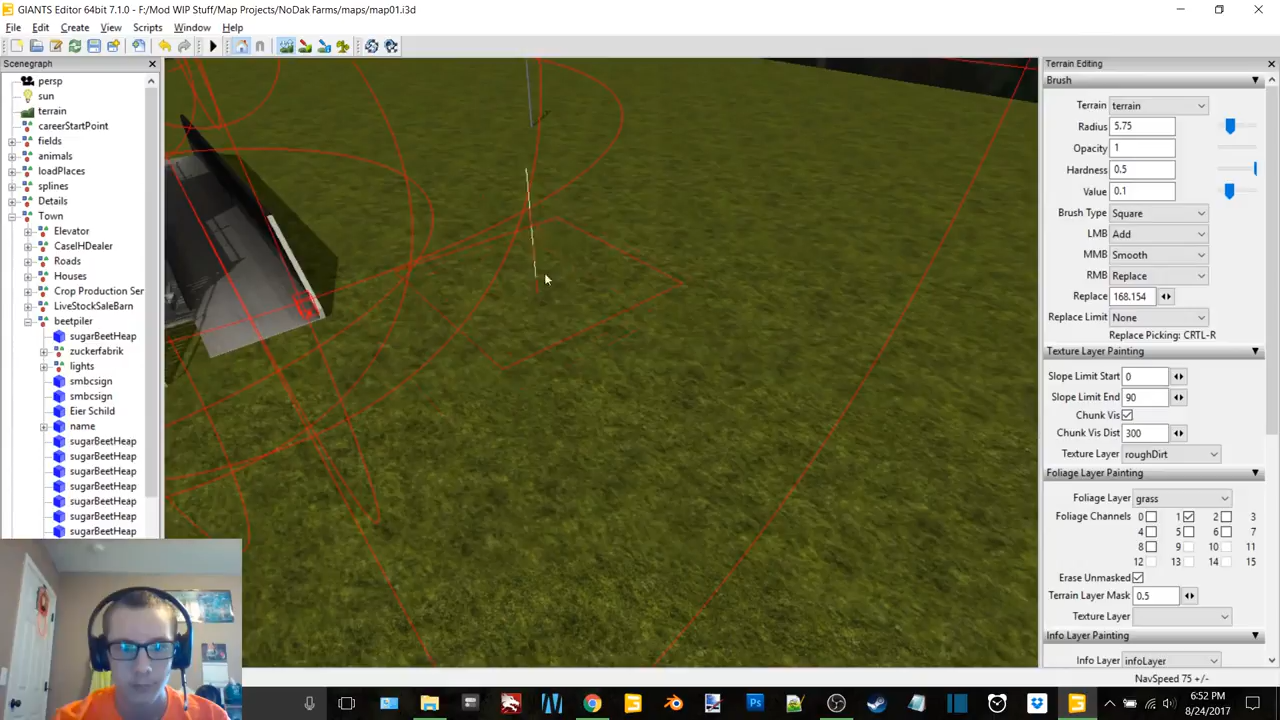 GIANTS Editor 64bit 7.1.0 - F:/Mod WIP Stuff/Map Projects/NoDak Farms/maps/map01.i3d
File Edit Create View Scripts Window Help
Scenegraph
persp
sun
terrain
careerStartPoint
fields
animals
loadPlaces
splines
Details
Town
Elevator
CaseIHDealer
Roads
Houses
Crop Production Ser
LiveStockSaleBarn
beetpiler
sugarBeetHeap
zuckerfabrik
lights
smbcsign
smbcsign
Eier Schild
name
sugarBeetHeap
sugarBeetHeap
sugarBeetHeap
sugarBeetHeap
sugarBeetHeap
sugarBeetHeap
sugarBeetHeap
Terrain Editing
Brush
Terrain terrain
Radius 5.75
Opacity 1
Hardness 0.5
Value 0.1
Brush Type Square
LMB Add
MMB Smooth
RMB Replace
Replace 168.154
Replace Limit None
Replace Picking: CRTL-R
Texture Layer Painting
Slope Limit Start 0
Slope Limit End 90
Chunk Vis
Chunk Vis Dist 300
Texture Layer roughDirt
Foliage Layer Painting
Foliage Layer grass
Foliage Channels 0 1 2 3
4 5 6 7
8 9 10 11
12 13 14 15
Erase Unmasked
Terrain Layer Mask 0.5
Texture Layer
Info Layer Painting
Info Layer infoLayer
NavSpeed 75 +/-
6:52 PM
8/24/2017